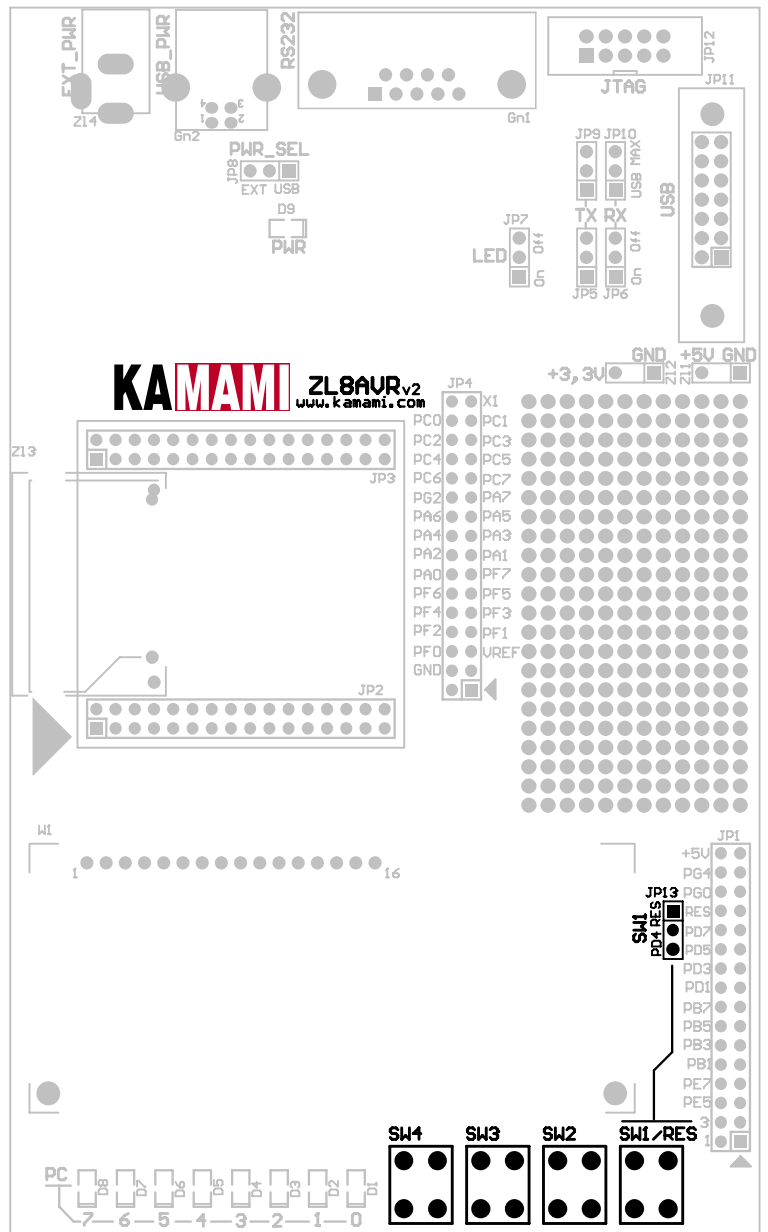 EXT_PWR
USB_PWR
RS232
JP12
JTAG
Z14
4 3
1 2
Gn2
Gn1
JP11
JP9 JP10
MAX
USB
USB
PWR_SEL
JP8
EXT USB
D9
PWR
TX RX
JP7
LED
Off
On
Off
On
JP5 JP6
GND +5V GND
+3,3V
Z12
Z11
KAMAMI
ZL8AVRv2
www.kamami.com
JP4
X1
PC0 PC1
PC2 PC3
PC4 PC5
PC6 PC7
PG2 PA7
PA6 PA5
PA4 PA3
PA2 PA1
PA0 PF7
PF6 PF5
PF4 PF3
PF2 PF1
PF0 VREF
GND
Z13
JP3
JP2
W1
1 16
JP1
+5V
PG4
PG0
RES
PD7
PD5
PD3
PD1
PB7
PB5
PB3
PB1
PE7
PE5
3
1
JP13
SW1
PD4 RES
SW4 SW3 SW2 SW1/RES
PC
D8 D7 D6 D5 D4 D3 D2 D1
7-6-5-4-3-2-1-0